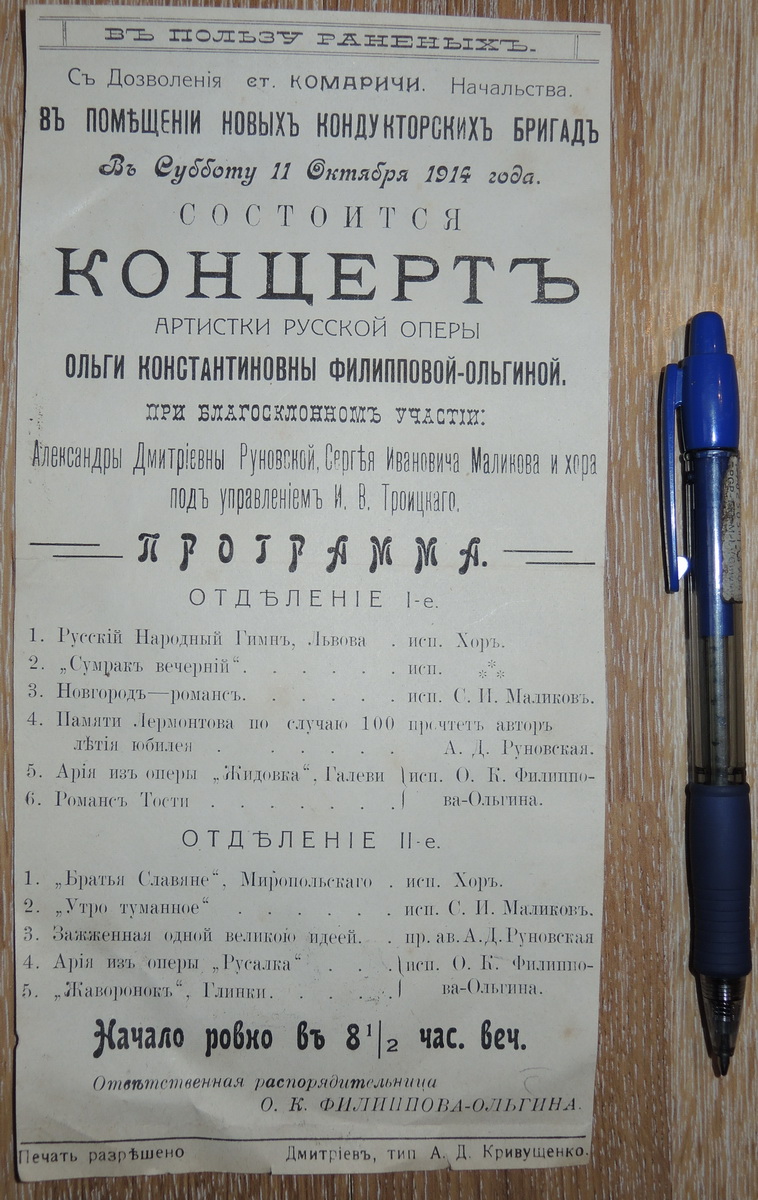 ВЪ ПОЛЬЗУ РАНЕНЫХЪ.
Съ Дозволенія ст. КОМАРИЧИ. Начальства.
ВЪ ПОМѢЩЕНІИ НОВЫХЪ КОНДУКТОРСКИХЪ БРИГАДЪ
Въ Субботу 11 Октября 1914 года.
СОСТОИТСЯ
КОНЦЕРТЪ
АРТИСТКИ РУССКОЙ ОПЕРЫ
ОЛЬГИ КОНСТАНТИНОВНЫ ФИЛИППОВОЙ-ОЛЬГИНОЙ.
ПРИ БЛАГОСКЛОННОМЪ УЧАСТІИ:
Александры Дмитріевны Руновской, Сергѣя Ивановича Маликова и хора
подъ управленіемъ И. В. Троицкаго.
ПРОГРАММА.
ОТДѢЛЕНІЕ I-е.
1. Русскій Народный Гимнъ, Львова . исп. Хоръ.
2. „Сумракъ вечерній“. . . . . . исп. ***
3. Новгородъ—романсъ. . . . . . исп. С. И. Маликовъ.
4. Памяти Лермонтова по случаю 100 прочтетъ авторъ
лѣтія юбилея . . . . . . А. Д. Руновская.
5. Арія изъ оперы „Жидовка“, Галеви } исп. О. К. Филиппо-
6. Романсъ Тости . . . . . . . } ва-Ольгина.
ОТДѢЛЕНІЕ II-е.
1. „Братья Славяне“, Миропольскаго . исп. Хоръ.
2. „Утро туманное“ . . . . . . исп. С. И. Маликовъ.
3. Зажженная одной великою идеей. . пр. ав. А. Д. Руновская
4. Арія изъ оперы „Русалка“ . . . } исп. О. К. Филиппо-
5. „Жаворонокъ“, Глинки. . . . . } ва-Ольгина.
Начало ровно въ 8 1/2 час. веч.
Отвѣтственная распорядительница
О. К. ФИЛИППОВА-ОЛЬГИНА.
Печать разрѣшено Дмитріевъ, тип А. Д. Кривущенко.